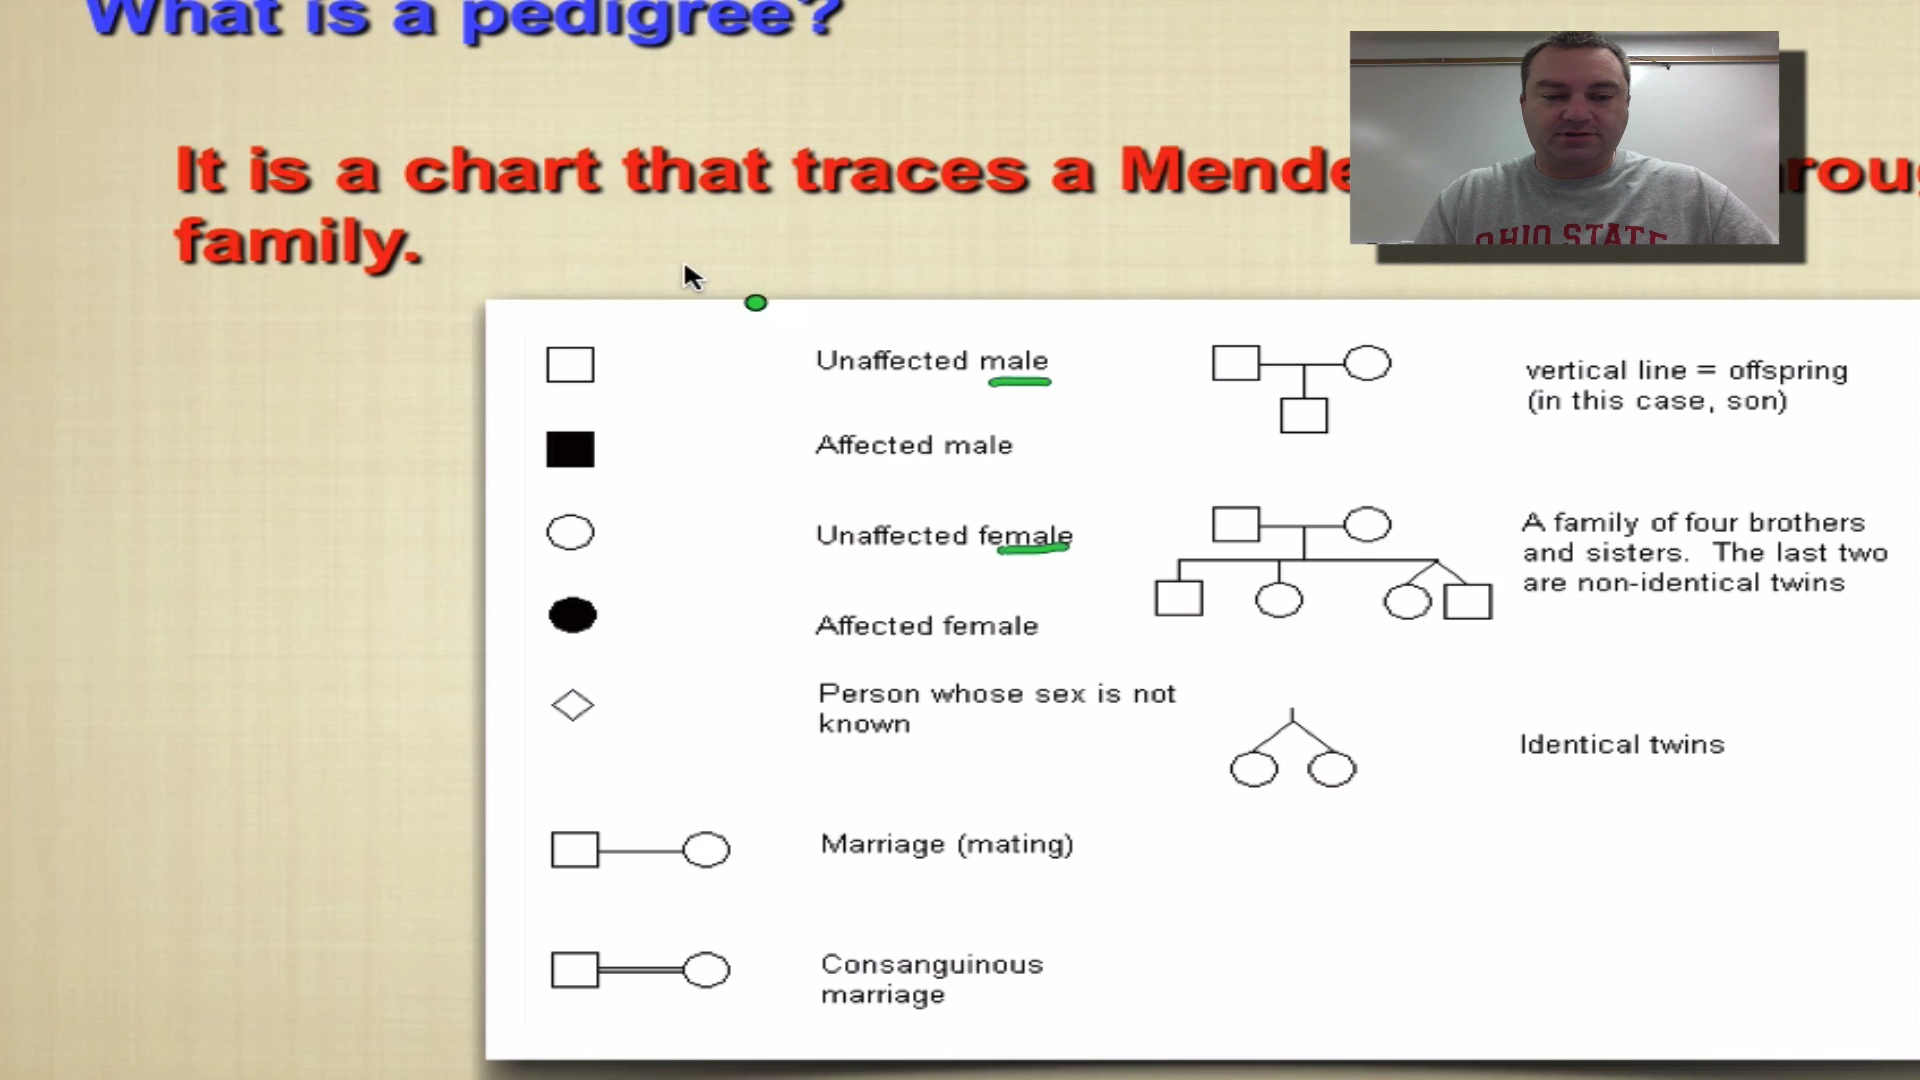 What is a pedigree?
It is a chart that traces a
family.
OHIO STATE
Unaffected male
Affected male
Unaffected female
Affected female
Person whose sex is not
known
Marriage (mating)
Consanguinous
marriage
vertical line = offspring
(in this case, son)
A family of four brothers
and sisters. The last two
are non-identical twins
Identical twins